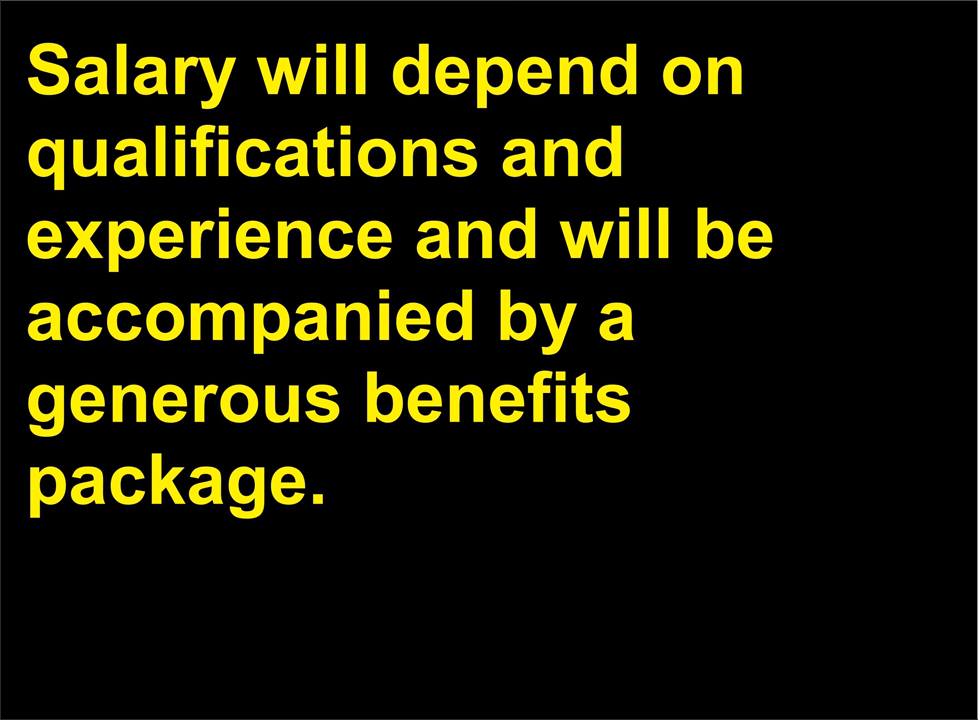 Salary will depend on
qualifications and
experience and will be
accompanied by a
generous benefits
package.